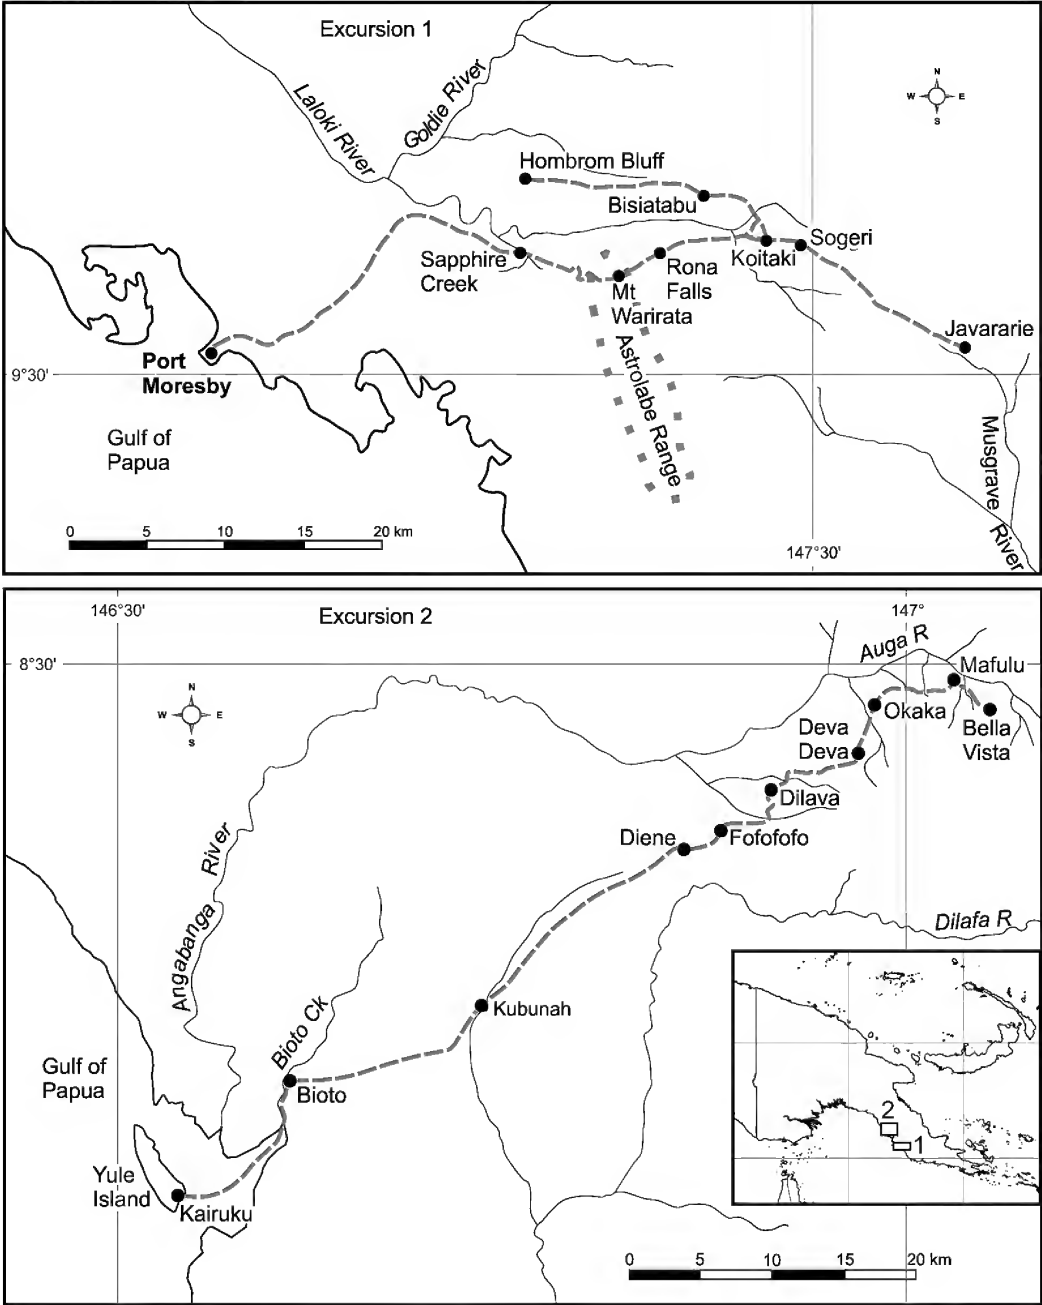 Excursion 1
Laloki River
Goldie River
N
W E
S
Hombrom Bluff
Bisiatabu
Sapphire
Creek
Koitaki
Sogeri
Rona
Falls
Mt
Warirata
Javararie
Port
Moresby
9°30'
Astrolabe Range
Gulf of
Papua
Musgrave River
0 5 10 15 20 km
147°30'
146°30'
Excursion 2
147°
8°30'
Auga R
Mafulu
N
W E
S
Okaka
Bella
Vista
Deva
Deva
Dilava
Diene
Fofofofo
Angabanga River
Dilafa R
Kubunah
Bioto Ck
Gulf of
Papua
Bioto
2
1
Yule
Island
Kairuku
0 5 10 15 20 km